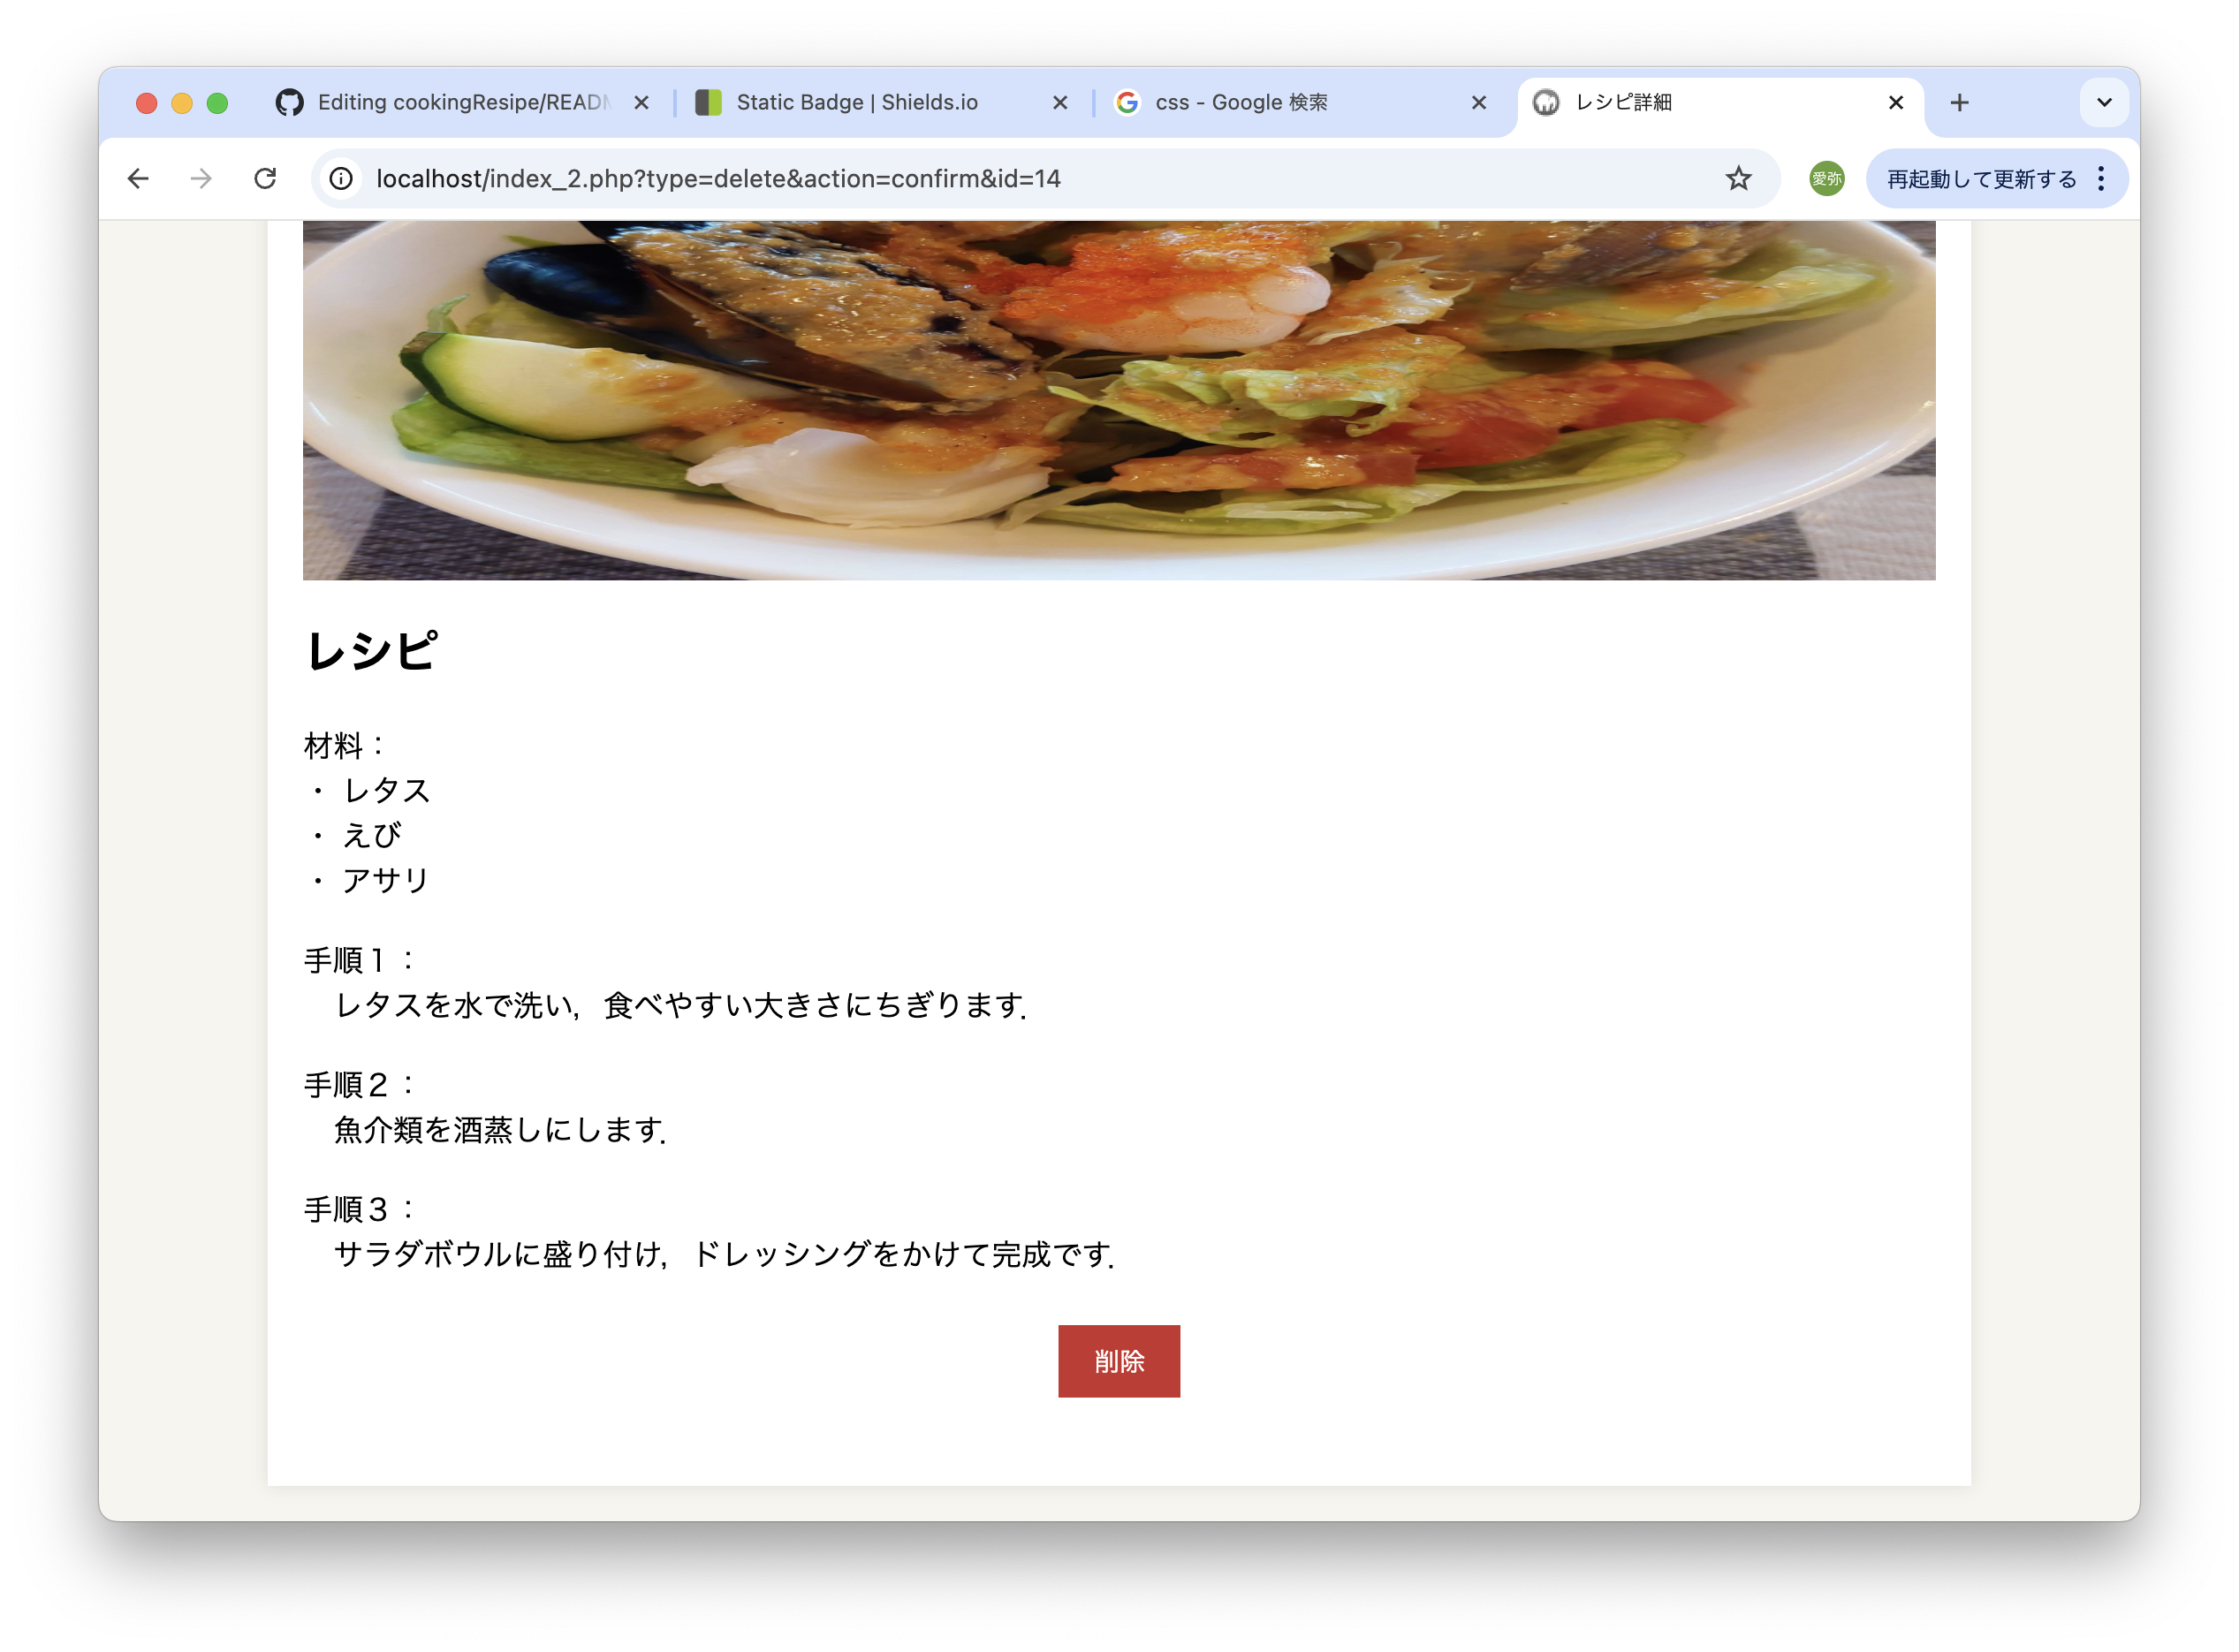 Editing cookingResipe/READM
Static Badge | Shields.io
css - Google 検索
レシピ詳細
localhost/index_2.php?type=delete&action=confirm&id=14
愛弥
再起動して更新する
レシピ
材料：
・ レタス
・ えび
・ アサリ
手順１：
レタスを水で洗い，食べやすい大きさにちぎります．
手順２：
魚介類を酒蒸しにします．
手順３：
サラダボウルに盛り付け，ドレッシングをかけて完成です．
削除